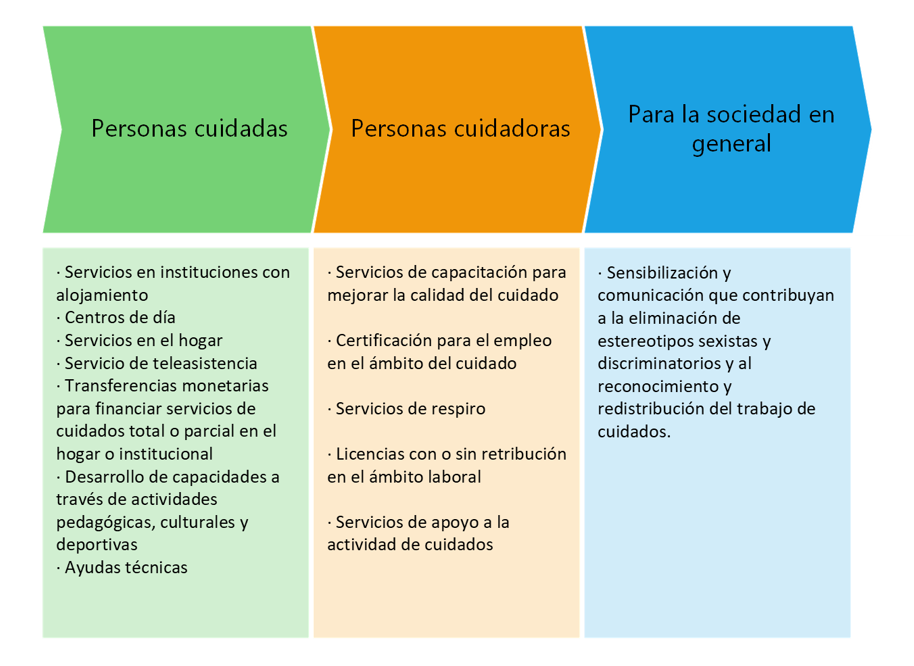 Personas cuidadas
Personas cuidadoras
Para la sociedad en
general
· Servicios en instituciones con
alojamiento
· Centros de día
· Servicios en el hogar
· Servicio de teleasistencia
· Transferencias monetarias
para financiar servicios de
cuidados total o parcial en el
hogar o institucional
· Desarrollo de capacidades a
través de actividades
pedagógicas, culturales y
deportivas
· Ayudas técnicas
· Servicios de capacitación para
mejorar la calidad del cuidado
· Certificación para el empleo
en el ámbito del cuidado
· Servicios de respiro
· Licencias con o sin retribución
en el ámbito laboral
· Servicios de apoyo a la
actividad de cuidados
· Sensibilización y
comunicación que contribuyan
a la eliminación de
estereotipos sexistas y
discriminatorios y al
reconocimiento y
redistribución del trabajo de
cuidados.